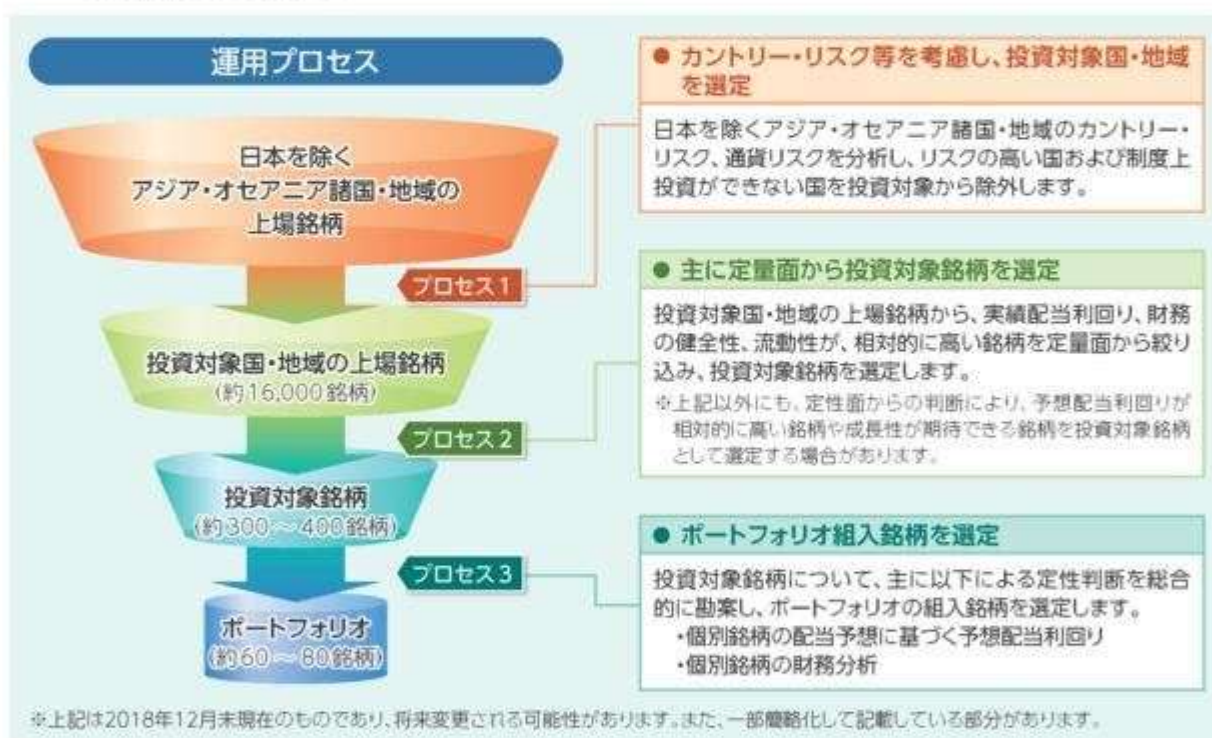 運用プロセス
日本を除く
アジア・オセアニア諸国・地域の
上場銘柄
プロセス1
投資対象国・地域の上場銘柄
(約16,000銘柄)
プロセス2
投資対象銘柄
(約300~400銘柄)
プロセス3
ポートフォリオ
(約60~80銘柄)
● カントリー・リスク等を考慮し、投資対象国・地域
を選定
日本を除くアジア・オセアニア諸国・地域のカントリー・
リスク、通貨リスクを分析し、リスクの高い国および制度上
投資ができない国を投資対象から除外します。
● 主に定量面から投資対象銘柄を選定
投資対象国・地域の上場銘柄から、実績配当利回り、財務
の健全性、流動性が、相対的に高い銘柄を定量面から絞り
込み、投資対象銘柄を選定します。
※上記以外にも、定性面からの判断により、予想配当利回りが
相対的に高い銘柄や成長性が期待できる銘柄を投資対象銘柄
として選定する場合があります。
● ポートフォリオ組入銘柄を選定
投資対象銘柄について、主に以下による定性判断を総合
的に勘案し、ポートフォリオの組入銘柄を選定します。
・個別銘柄の配当予想に基づく予想配当利回り
・個別銘柄の財務分析
※上記は2018年12月末現在のものであり、将来変更される可能性があります。また、一部簡略化して記載している部分があります。